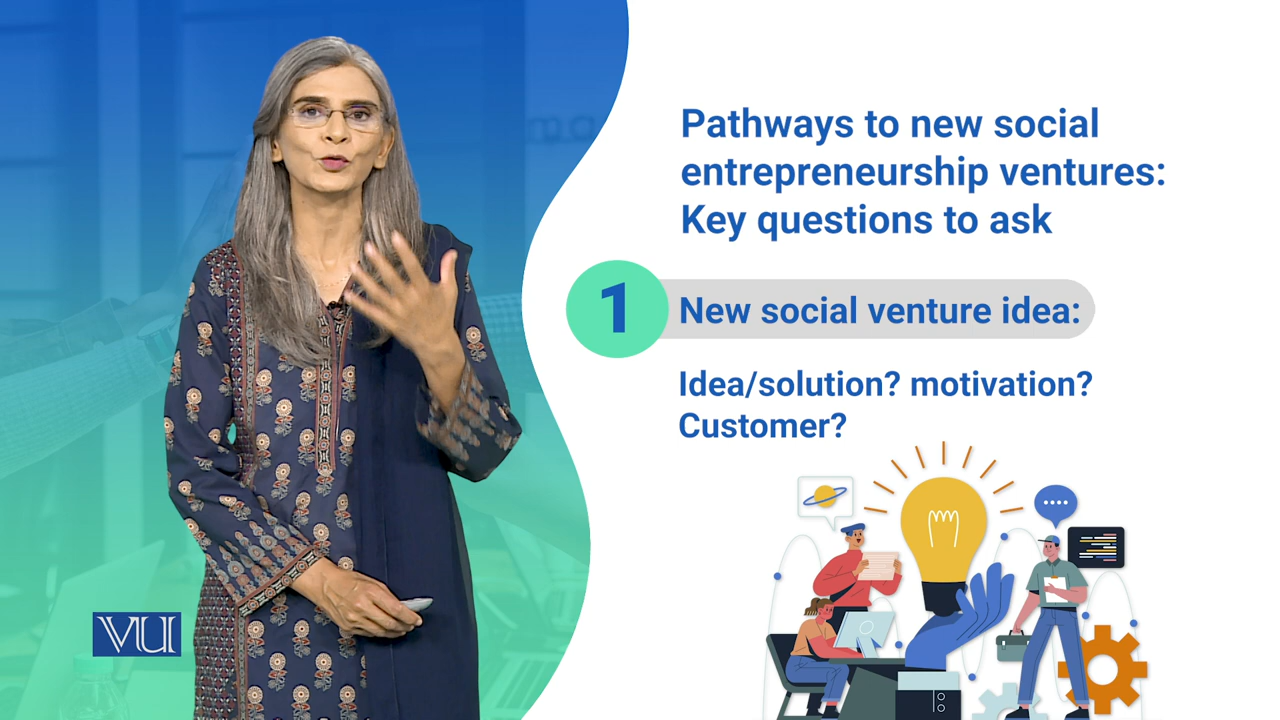 Pathways to new social
entrepreneurship ventures:
Key questions to ask
1
New social venture idea:
Idea/solution? motivation?
Customer?
VU